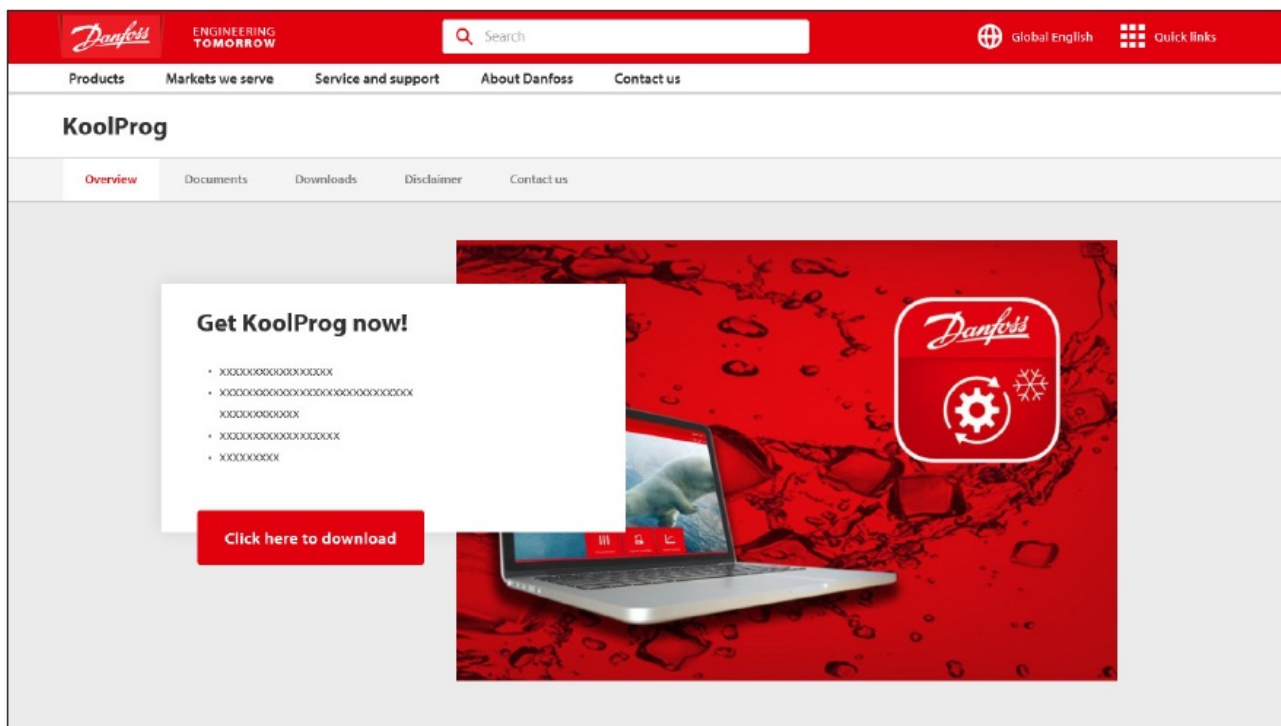 Danfoss
ENGINEERING
TOMORROW
Search
Global English
Quick links
Products
Markets we serve
Service and support
About Danfoss
Contact us
KoolProg
Overview
Documents
Downloads
Disclaimer
Contact us
Get KoolProg now!
• xxxxxxxxxxxxxxxxx
• xxxxxxxxxxxxxxxxxxxxxxxxxxxxx
xxxxxxxxxxxx
• xxxxxxxxxxxxxxxxxx
• xxxxxxxxx
Click here to download
Danfoss